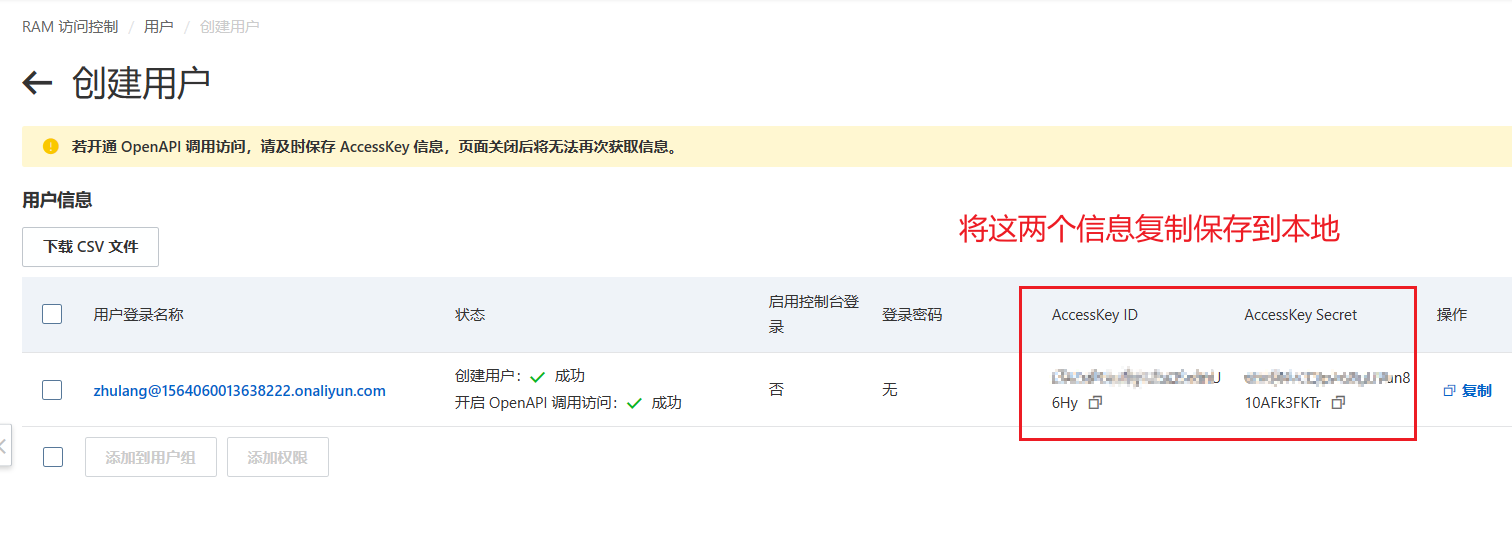 RAM 访问控制 / 用户 / 创建用户
← 创建用户
若开通 OpenAPI 调用访问，请及时保存 AccessKey 信息，页面关闭后将无法再次获取信息。
用户信息
将这两个信息复制保存到本地
下载 CSV 文件
用户登录名称 状态 启用控制台登录 登录密码 AccessKey ID AccessKey Secret 操作
zhulang@1564060013638222.onaliyun.com
创建用户： 成功
开启 OpenAPI 调用访问： 成功
否
无
6Hy
10AFk3FKTr
复制
添加到用户组 添加权限